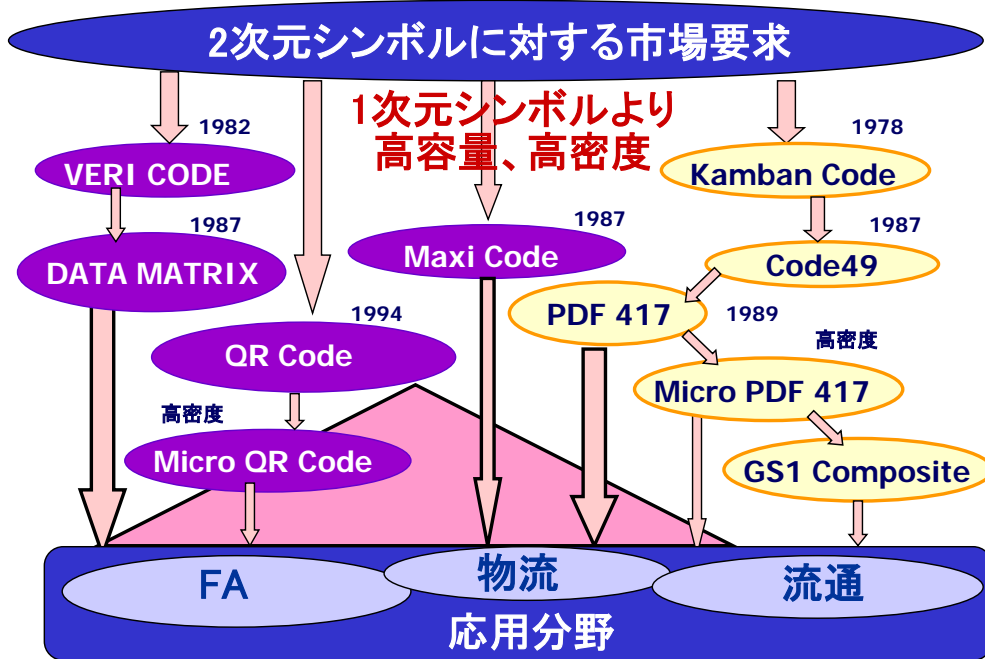 2次元シンボルに対する市場要求
1次元シンボルより
高容量、高密度
1982
VERI CODE
1978
Kamban Code
1987
DATA MATRIX
1987
Maxi Code
1987
Code49
1994
QR Code
PDF 417
1989
高密度
Micro PDF 417
高密度
Micro QR Code
GS1 Composite
FA
物流
流通
応用分野